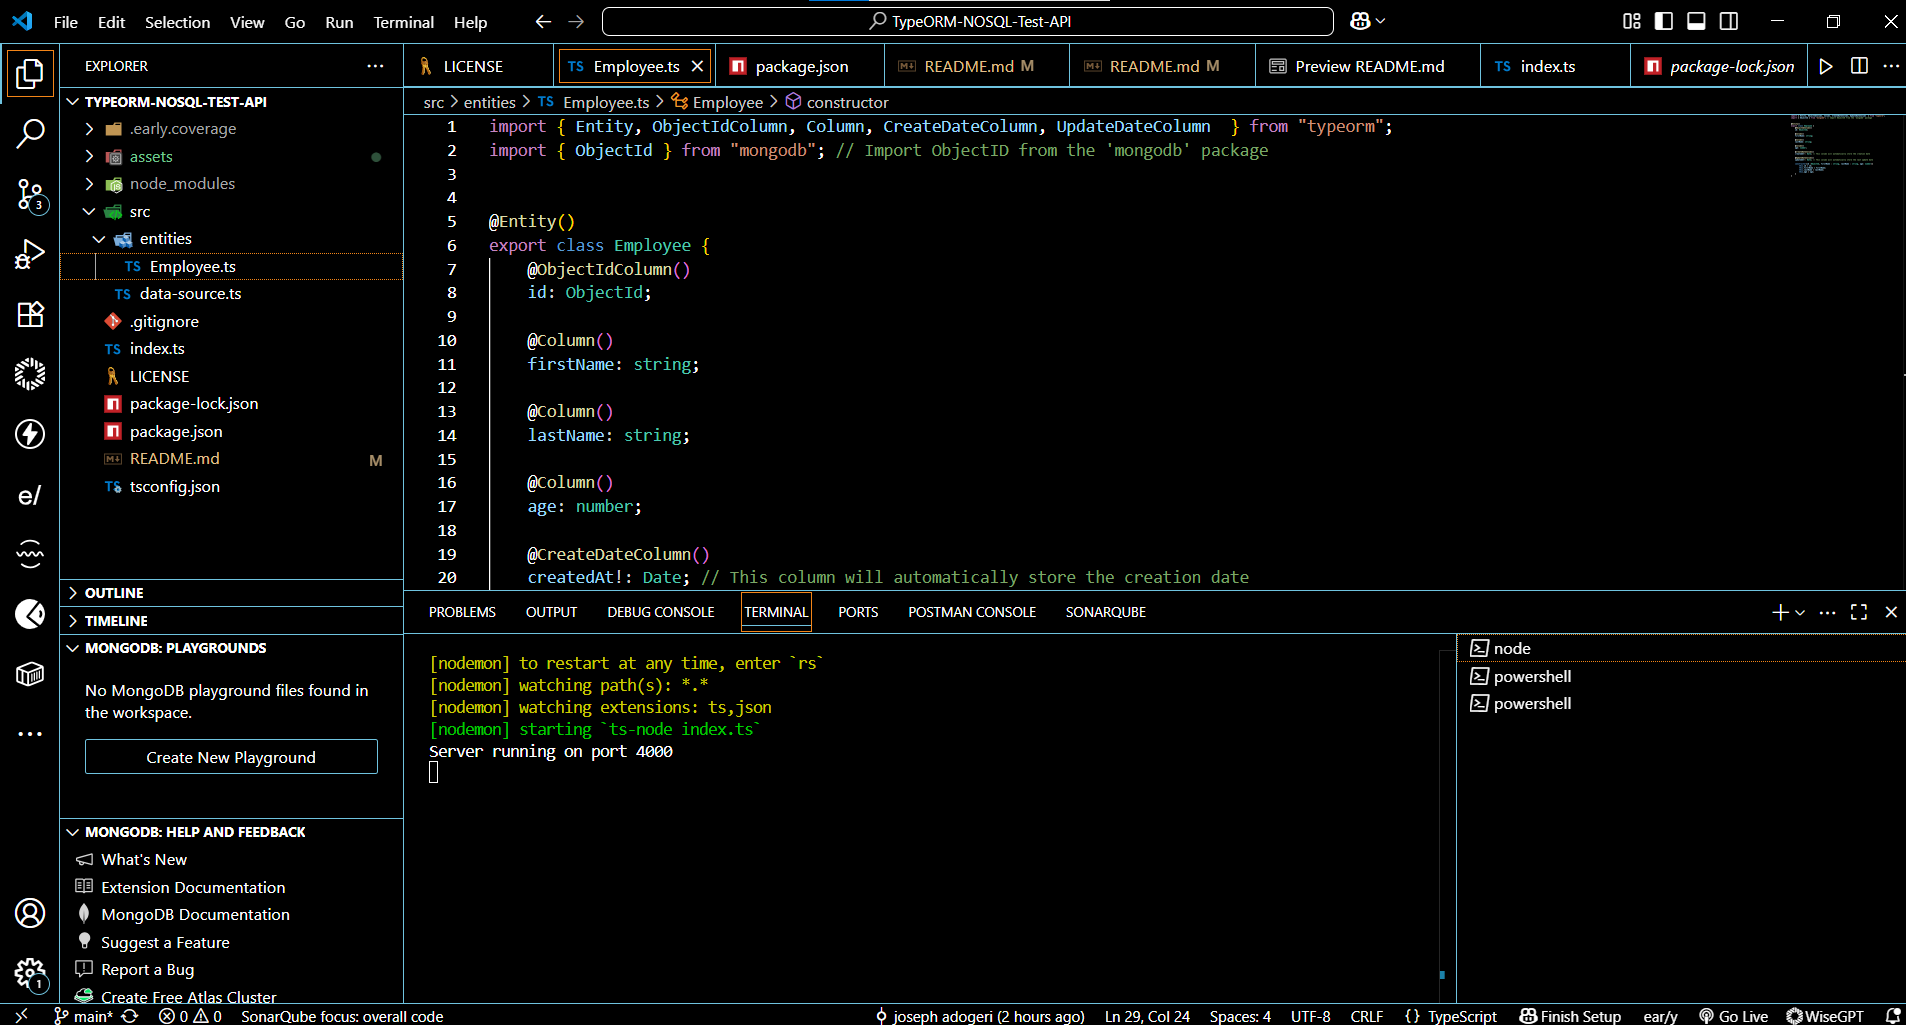 File Edit Selection View Go Run Terminal Help
TypeORM-NOSQL-Test-API
EXPLORER
TYPEORM-NOSQL-TEST-API
.early.coverage
assets
node_modules
src
entities
TS Employee.ts
TS data-source.ts
.gitignore
TS index.ts
LICENSE
package-lock.json
package.json
README.md M
TS tsconfig.json
OUTLINE
TIMELINE
MONGODB: PLAYGROUNDS
No MongoDB playground files found in
the workspace.
Create New Playground
MONGODB: HELP AND FEEDBACK
What's New
Extension Documentation
MongoDB Documentation
Suggest a Feature
Report a Bug
Create Free Atlas Cluster
3
e/
1
LICENSE
TS Employee.ts
package.json
README.md M
README.md M
Preview README.md
TS index.ts
package-lock.json
src > entities > TS Employee.ts > Employee > constructor
1 import { Entity, ObjectIdColumn, Column, CreateDateColumn, UpdateDateColumn } from "typeorm";
2 import { ObjectId } from "mongodb"; // Import ObjectID from the 'mongodb' package
3
4
5 @Entity()
6 export class Employee {
7 @ObjectIdColumn()
8 id: ObjectId;
9
10 @Column()
11 firstName: string;
12
13 @Column()
14 lastName: string;
15
16 @Column()
17 age: number;
18
19 @CreateDateColumn()
20 createdAt!: Date; // This column will automatically store the creation date
PROBLEMS OUTPUT DEBUG CONSOLE TERMINAL PORTS POSTMAN CONSOLE SONARQUBE
[nodemon] to restart at any time, enter `rs`
[nodemon] watching path(s): *.*
[nodemon] watching extensions: ts,json
[nodemon] starting `ts-node index.ts`
Server running on port 4000
node
powershell
powershell
main* 0 0 SonarQube focus: overall code
joseph adogeri (2 hours ago) Ln 29, Col 24 Spaces: 4 UTF-8 CRLF {} TypeScript Finish Setup ear/y Go Live WiseGPT